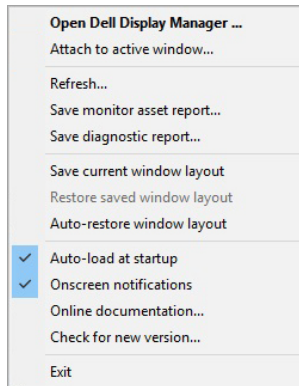 Open Dell Display Manager ...
Attach to active window...
Refresh...
Save monitor asset report...
Save diagnostic report...
Save current window layout
Restore saved window layout
Auto-restore window layout
Auto-load at startup
Onscreen notifications
Online documentation...
Check for new version...
Exit